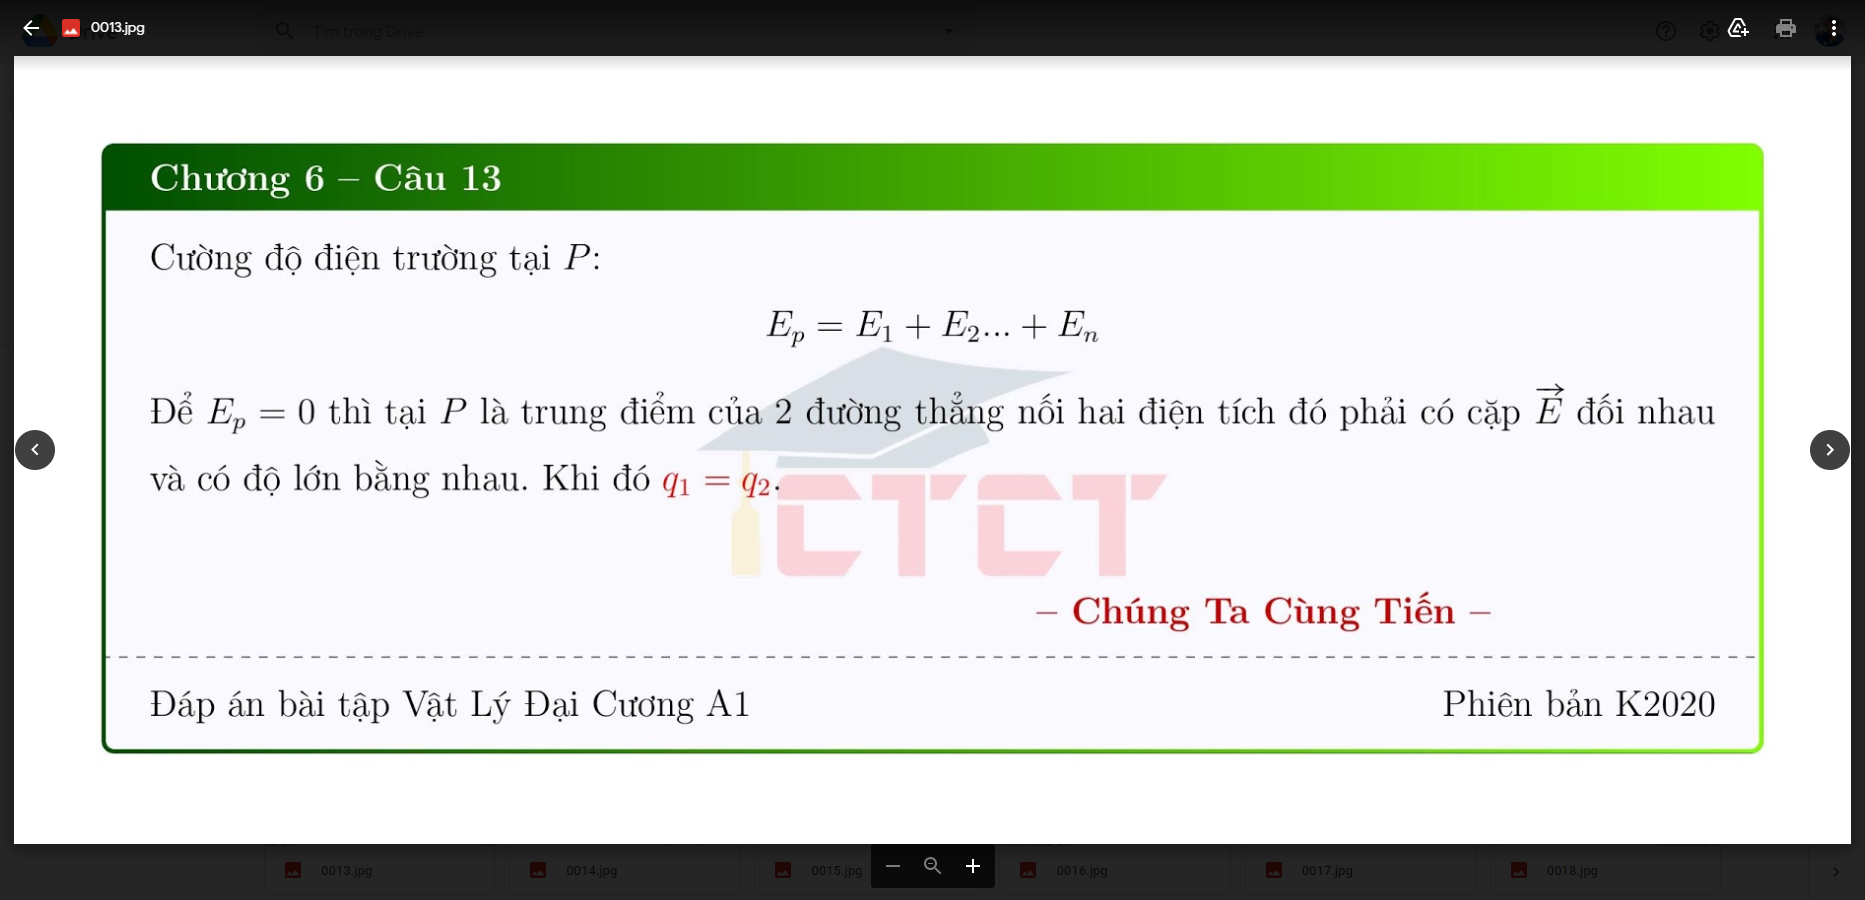 0013.jpg
Tìm trong Drive
Chương 6 – Câu 13
Cường độ điện trường tại P:
E_p = E_1 + E_2... + E_n
Để E_p = 0 thì tại P là trung điểm của 2 đường thẳng nối hai điện tích đó phải có cặp \vec{E} đối nhau
và có độ lớn bằng nhau. Khi đó q_1 = q_2.
CTCT
– Chúng Ta Cùng Tiến –
Đáp án bài tập Vật Lý Đại Cương A1 Phiên bản K2020
0013.jpg 0014.jpg 0015.jpg 0016.jpg 0017.jpg 0018.jpg